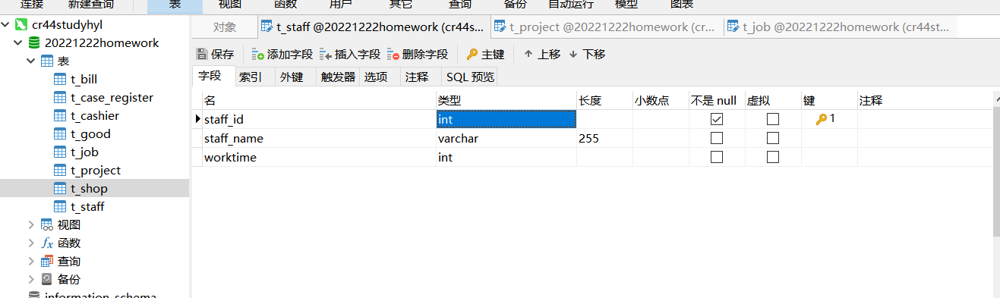 连接 新建查询 表 视图 函数 用户 其它 查询 备份 自动运行 模型 图表
cr44studyhyl
20221222homework
表
t_bill
t_case_register
t_cashier
t_good
t_job
t_project
t_shop
t_staff
视图
fx 函数
查询
备份
information_schema
对象 t_staff @20221222homework (cr44s... t_project @20221222homework (cr... t_job @20221222homework (cr44st...
保存 添加字段 插入字段 删除字段 主键 上移 下移
字段 索引 外键 触发器 选项 注释 SQL 预览
名 类型 长度 小数点 不是 null 虚拟 键 注释
staff_id int 1
staff_name varchar 255
worktime int